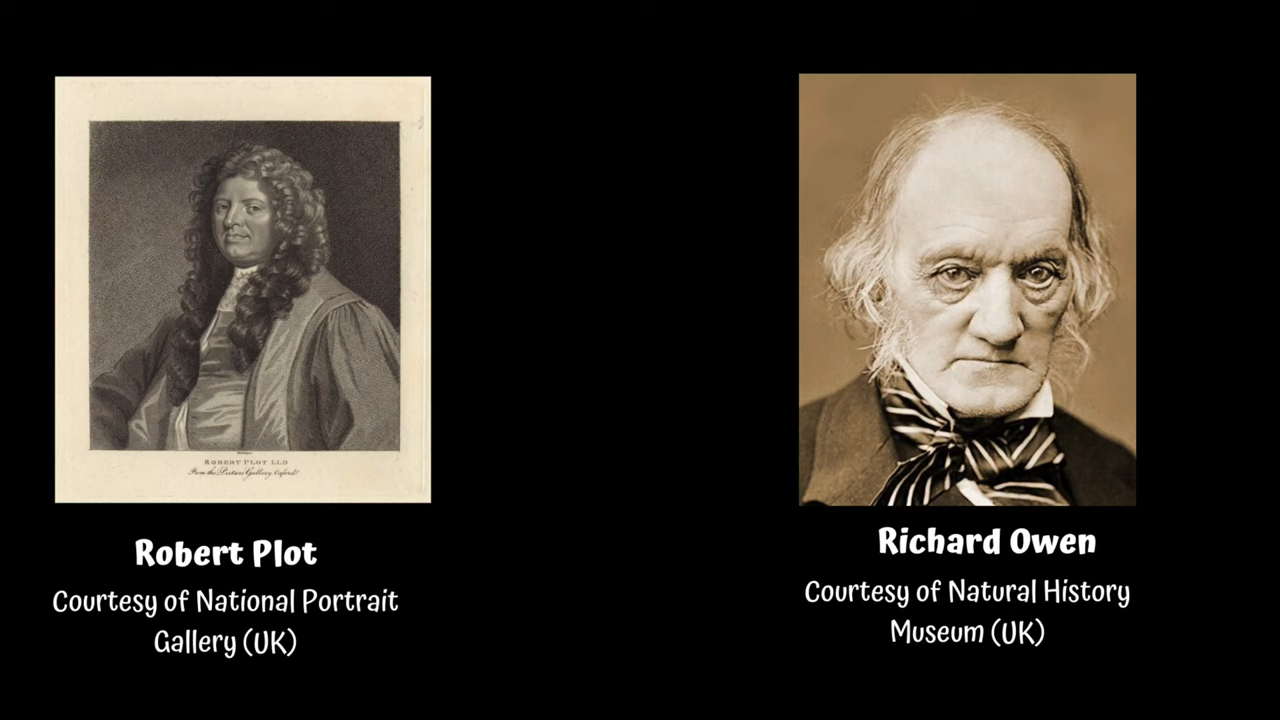 ROBERT PLOT LLD
From the Picture Gallery Oxford
Robert Plot
Courtesy of National Portrait
Gallery (UK)
Richard Owen
Courtesy of Natural History
Museum (UK)